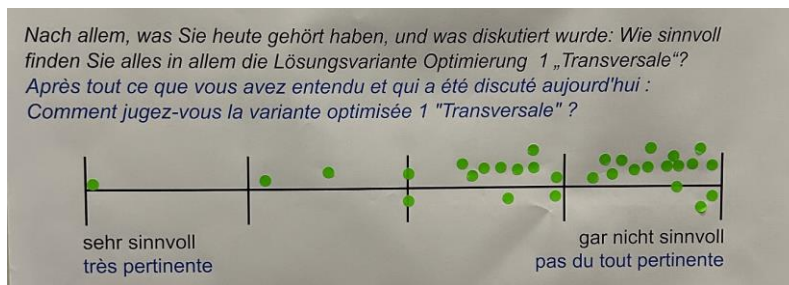 Nach allem, was Sie heute gehört haben, und was diskutiert wurde: Wie sinnvoll
finden Sie alles in allem die Lösungsvariante Optimierung 1 „Transversale“?
Après tout ce que vous avez entendu et qui a été discuté aujourd'hui :
Comment jugez-vous la variante optimisée 1 "Transversale" ?
sehr sinnvoll
très pertinente
gar nicht sinnvoll
pas du tout pertinente